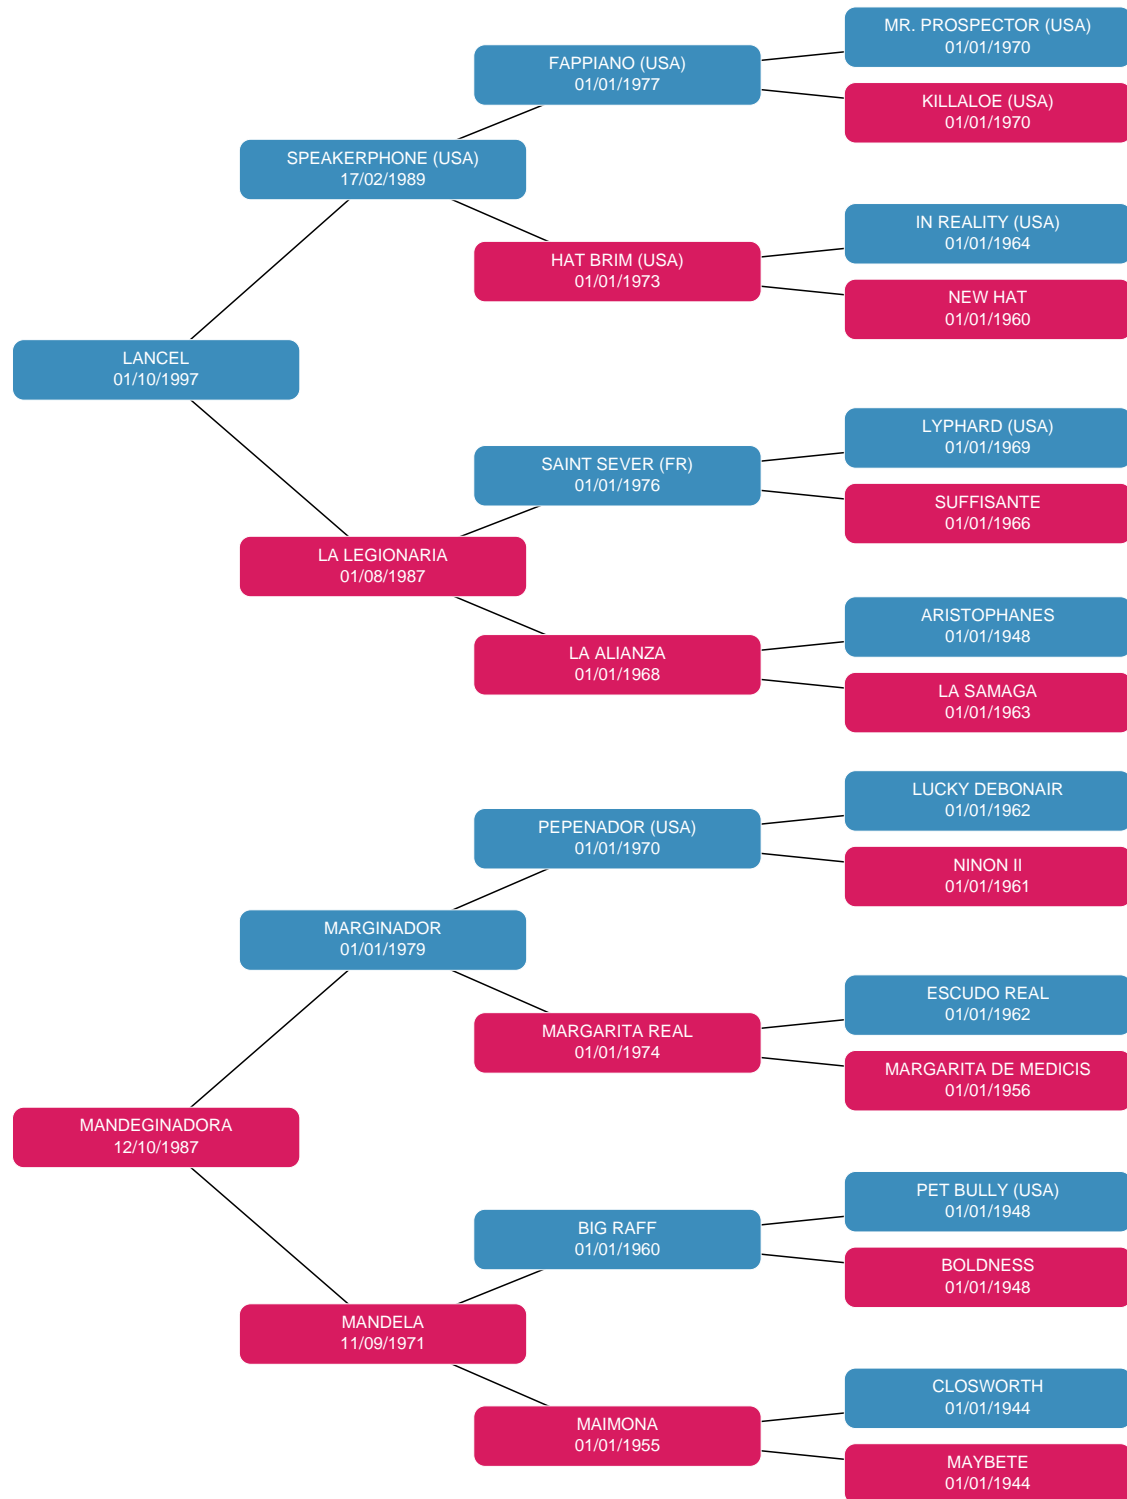 MR. PROSPECTOR (USA)
01/01/1970
FAPPIANO (USA)
01/01/1977
KILLALOE (USA)
01/01/1970
SPEAKERPHONE (USA)
17/02/1989
IN REALITY (USA)
01/01/1964
HAT BRIM (USA)
01/01/1973
NEW HAT
01/01/1960
LANCEL
01/10/1997
LYPHARD (USA)
01/01/1969
SAINT SEVER (FR)
01/01/1976
SUFFISANTE
01/01/1966
LA LEGIONARIA
01/08/1987
ARISTOPHANES
01/01/1948
LA ALIANZA
01/01/1968
LA SAMAGA
01/01/1963
LUCKY DEBONAIR
01/01/1962
PEPENADOR (USA)
01/01/1970
NINON II
01/01/1961
MARGINADOR
01/01/1979
ESCUDO REAL
01/01/1962
MARGARITA REAL
01/01/1974
MARGARITA DE MEDICIS
01/01/1956
MANDEGINADORA
12/10/1987
PET BULLY (USA)
01/01/1948
BIG RAFF
01/01/1960
BOLDNESS
01/01/1948
MANDELA
11/09/1971
CLOSWORTH
01/01/1944
MAIMONA
01/01/1955
MAYBETE
01/01/1944